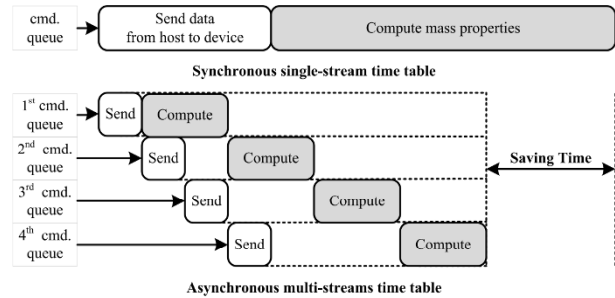 cmd.
queue
Send data
from host to device
Compute mass properties
Synchronous single-stream time table
1st cmd.
queue
Send
Compute
2nd cmd.
queue
Send
Compute
Saving Time
3rd cmd.
queue
Send
Compute
4th cmd.
queue
Send
Compute
Asynchronous multi-streams time table